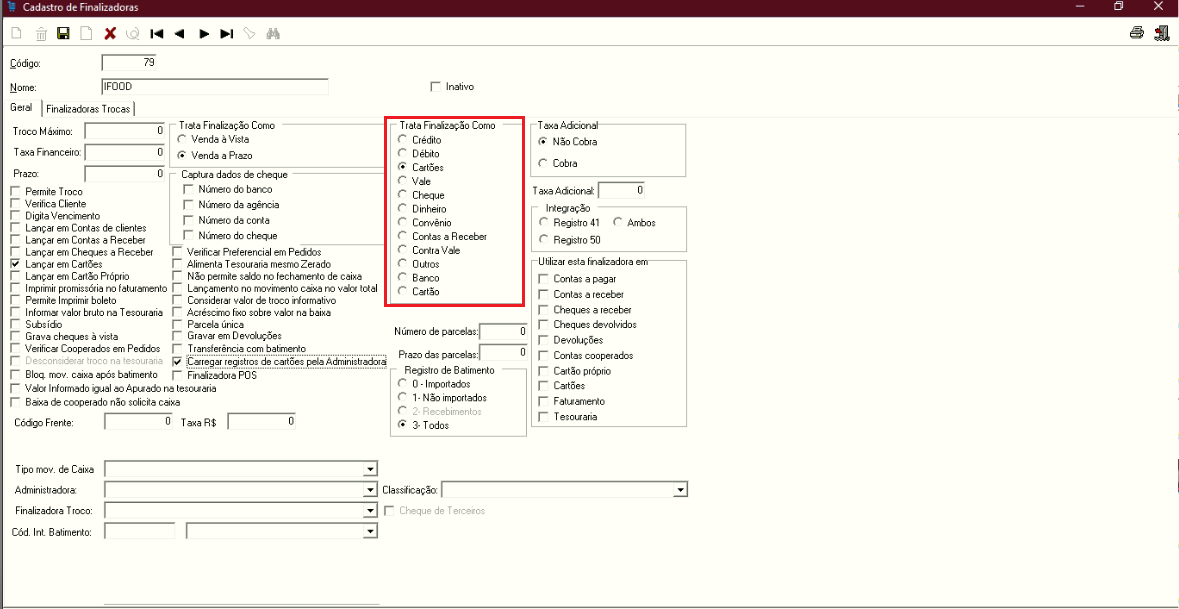 Cadastro de Finalizadoras
Código: 79
Nome: IFOOD
Inativo
Geral Finalizadoras Trocas
Troco Máximo: 0
Taxa Financeiro: 0
Prazo: 0
Permite Troco
Verifica Cliente
Digita Vencimento
Lançar em Contas de clientes
Lançar em Contas a Receber
Lançar em Cheques a Receber
Lançar em Cartões
Lançar em Cartão Próprio
Imprimir promissória no faturamento
Permite Imprimir boleto
Informar valor bruto na Tesouraria
Subsídio
Grava cheques à vista
Verificar Cooperados em Pedidos
Desconsiderar troco na tesouraria
Bloq. mov. caixa após batimento
Valor Informado igual ao Apurado na tesouraria
Baixa de cooperado não solicita caixa
Código Frente: 0 Taxa R$ 0
Trata Finalização Como
Venda à Vista
Venda a Prazo
Captura dados de cheque
Número do banco
Número da agência
Número da conta
Número do cheque
Verificar Preferencial em Pedidos
Alimenta Tesouraria mesmo Zerado
Não permite saldo no fechamento de caixa
Lançamento no movimento caixa no valor total
Considerar valor de troco informativo
Acréscimo fixo sobre valor na baixa
Parcela única
Gravar em Devoluções
Transferência com batimento
Carregar registros de cartões pela Administradora
Finalizadora POS
Trata Finalização Como
Crédito
Débito
Cartões
Vale
Cheque
Dinheiro
Convênio
Contas a Receber
Contra Vale
Outros
Banco
Cartão
Número de parcelas: 0
Prazo das parcelas: 0
Registro de Batimento
0 - Importados
1- Não importados
2- Recebimentos
3- Todos
Taxa Adicional
Não Cobra
Cobra
Taxa Adicional: 0
Integração
Registro 41 Ambos
Registro 50
Utilizar esta finalizadora em
Contas a pagar
Contas a receber
Cheques a receber
Cheques devolvidos
Devoluções
Contas cooperados
Cartão próprio
Cartões
Faturamento
Tesouraria
Tipo mov. de Caixa
Administradora:
Classificação:
Finalizadora Troco:
Cheque de Terceiros
Cód. Int. Batimento: